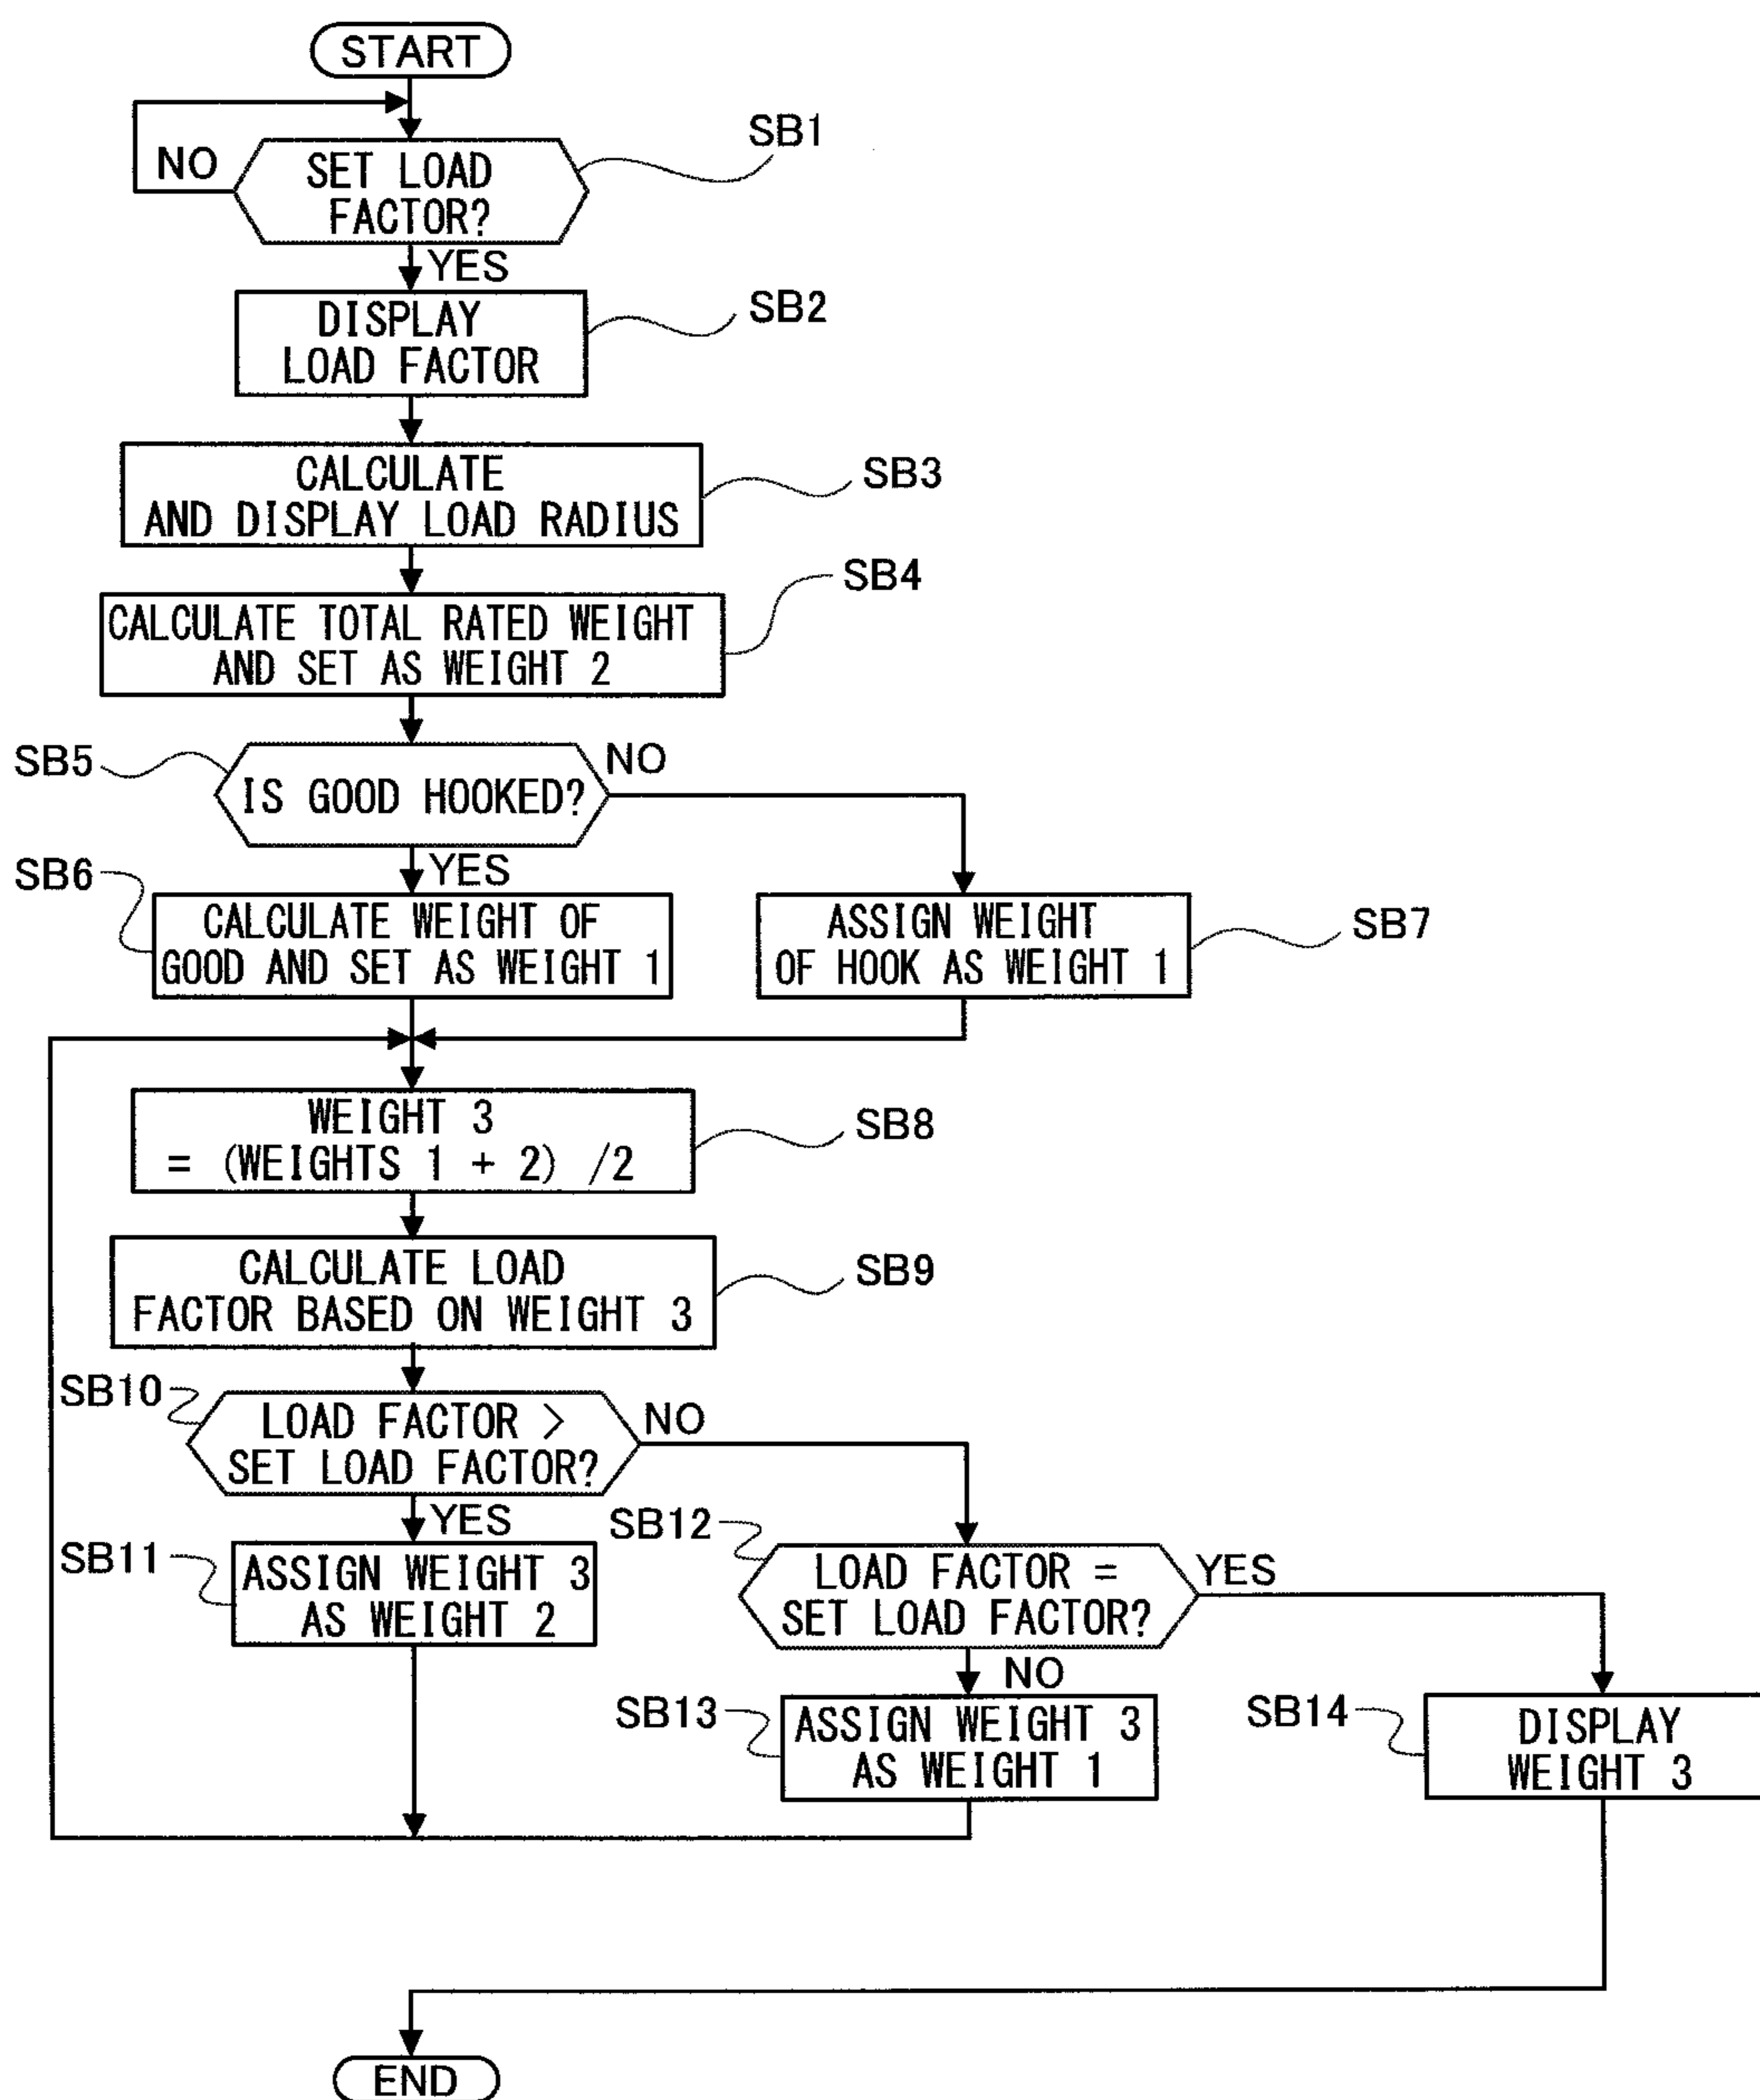 START
SB1
NO
SET LOAD
FACTOR?
YES
SB2
DISPLAY
LOAD FACTOR
SB3
CALCULATE
AND DISPLAY LOAD RADIUS
SB4
CALCULATE TOTAL RATED WEIGHT
AND SET AS WEIGHT 2
SB5
NO
IS GOOD HOOKED?
YES
SB6
CALCULATE WEIGHT OF
GOOD AND SET AS WEIGHT 1
ASSIGN WEIGHT
OF HOOK AS WEIGHT 1
SB7
WEIGHT 3
= (WEIGHTS 1 + 2) /2
SB8
CALCULATE LOAD
FACTOR BASED ON WEIGHT 3
SB9
SB10
LOAD FACTOR >
SET LOAD FACTOR?
NO
YES
SB11
ASSIGN WEIGHT 3
AS WEIGHT 2
SB12
LOAD FACTOR =
SET LOAD FACTOR?
YES
NO
SB13
ASSIGN WEIGHT 3
AS WEIGHT 1
SB14
DISPLAY
WEIGHT 3
END